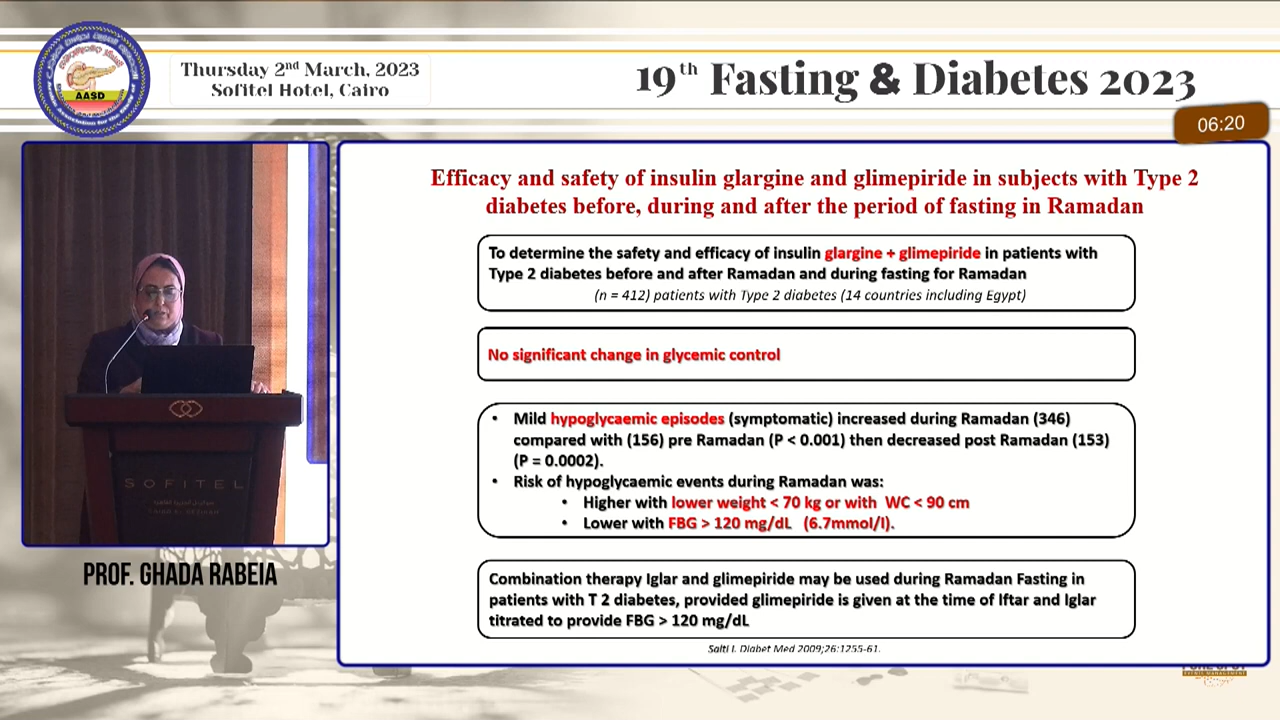 AASD
Thursday 2nd March, 2023
Sofitel Hotel, Cairo
19th Fasting & Diabetes 2023
06:20
Efficacy and safety of insulin glargine and glimepiride in subjects with Type 2
diabetes before, during and after the period of fasting in Ramadan
To determine the safety and efficacy of insulin glargine + glimepiride in patients with
Type 2 diabetes before and after Ramadan and during fasting for Ramadan
(n = 412) patients with Type 2 diabetes (14 countries including Egypt)
No significant change in glycemic control
• Mild hypoglycaemic episodes (symptomatic) increased during Ramadan (346)
compared with (156) pre Ramadan (P < 0.001) then decreased post Ramadan (153)
(P = 0.0002).
• Risk of hypoglycaemic events during Ramadan was:
• Higher with lower weight < 70 kg or with WC < 90 cm
• Lower with FBG > 120 mg/dL (6.7mmol/l).
Combination therapy Iglar and glimepiride may be used during Ramadan Fasting in
patients with T 2 diabetes, provided glimepiride is given at the time of Iftar and Iglar
titrated to provide FBG > 120 mg/dL
Salti I. Diabet Med 2009;26:1255-61.
SOFITEL
PROF. GHADA RABEIA